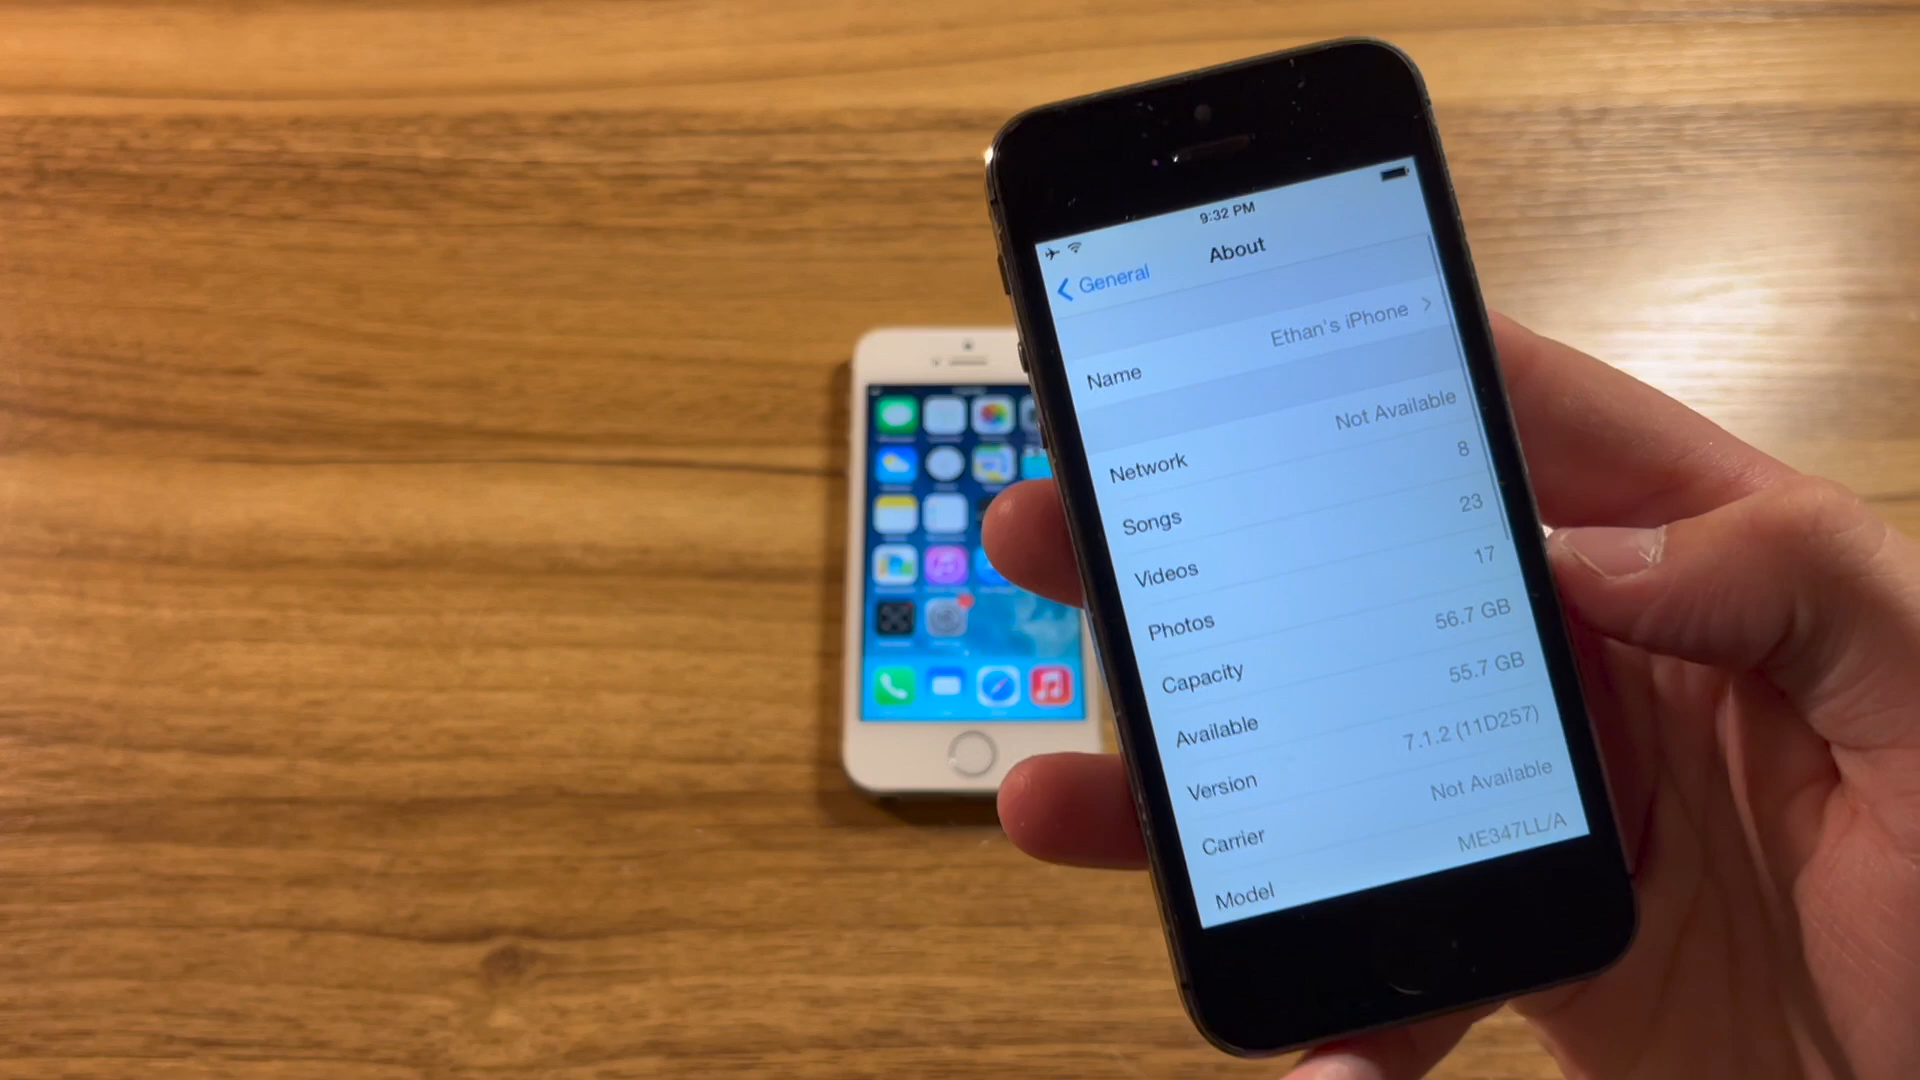 9:32 PM
General
About
Name
Ethan's iPhone
Network
Not Available
Songs
8
Videos
23
Photos
17
Capacity
56.7 GB
Available
55.7 GB
Version
7.1.2 (11D257)
Carrier
Not Available
Model
ME347LL/A